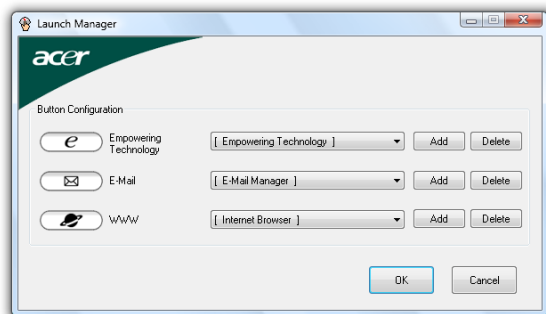 Launch Manager
acer
Button Configuration
e
Empowering
Technology
[ Empowering Technology ]
Add
Delete
E-Mail
[ E-Mail Manager ]
Add
Delete
WWW
[ Internet Browser ]
Add
Delete
OK
Cancel